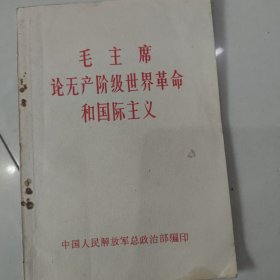 毛主席
论无产阶级世界革命
和国际主义
中国人民解放军总政治部编印